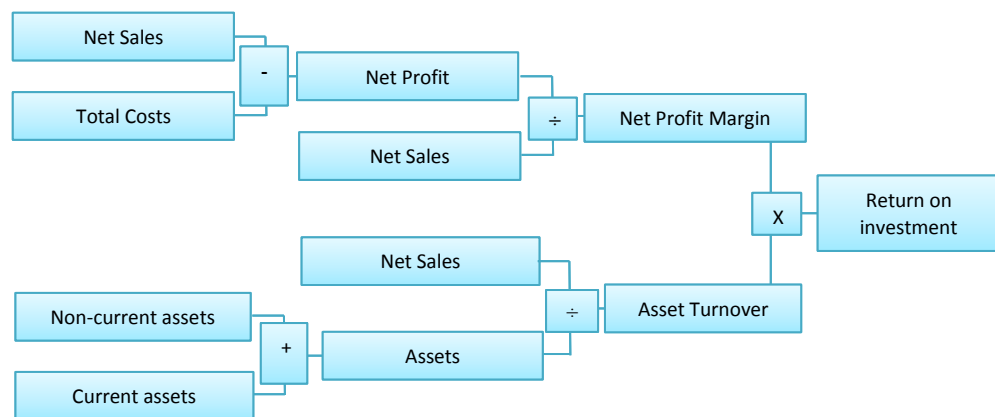 Net Sales
-
Net Profit
Total Costs
÷
Net Profit Margin
Net Sales
X
Return on
investment
Net Sales
Non-current assets
÷
Asset Turnover
+
Assets
Current assets